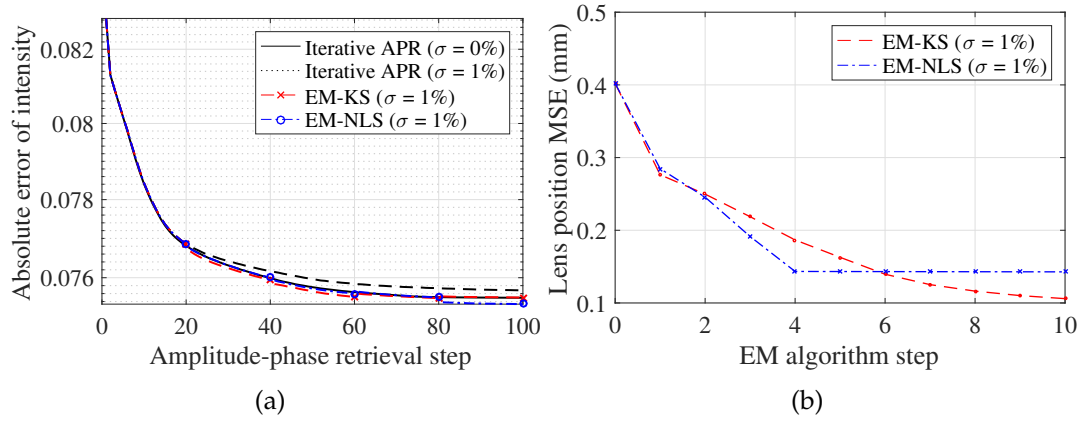 Absolute error of intensity
0.082
0.08
0.078
0.076
Iterative APR (σ = 0%)
Iterative APR (σ = 1%)
EM-KS (σ = 1%)
EM-NLS (σ = 1%)
0 20 40 60 80 100
Amplitude-phase retrieval step
(a)
Lens position MSE (mm)
0.5
0.4
0.3
0.2
0.1
EM-KS (σ = 1%)
EM-NLS (σ = 1%)
0 2 4 6 8 10
EM algorithm step
(b)